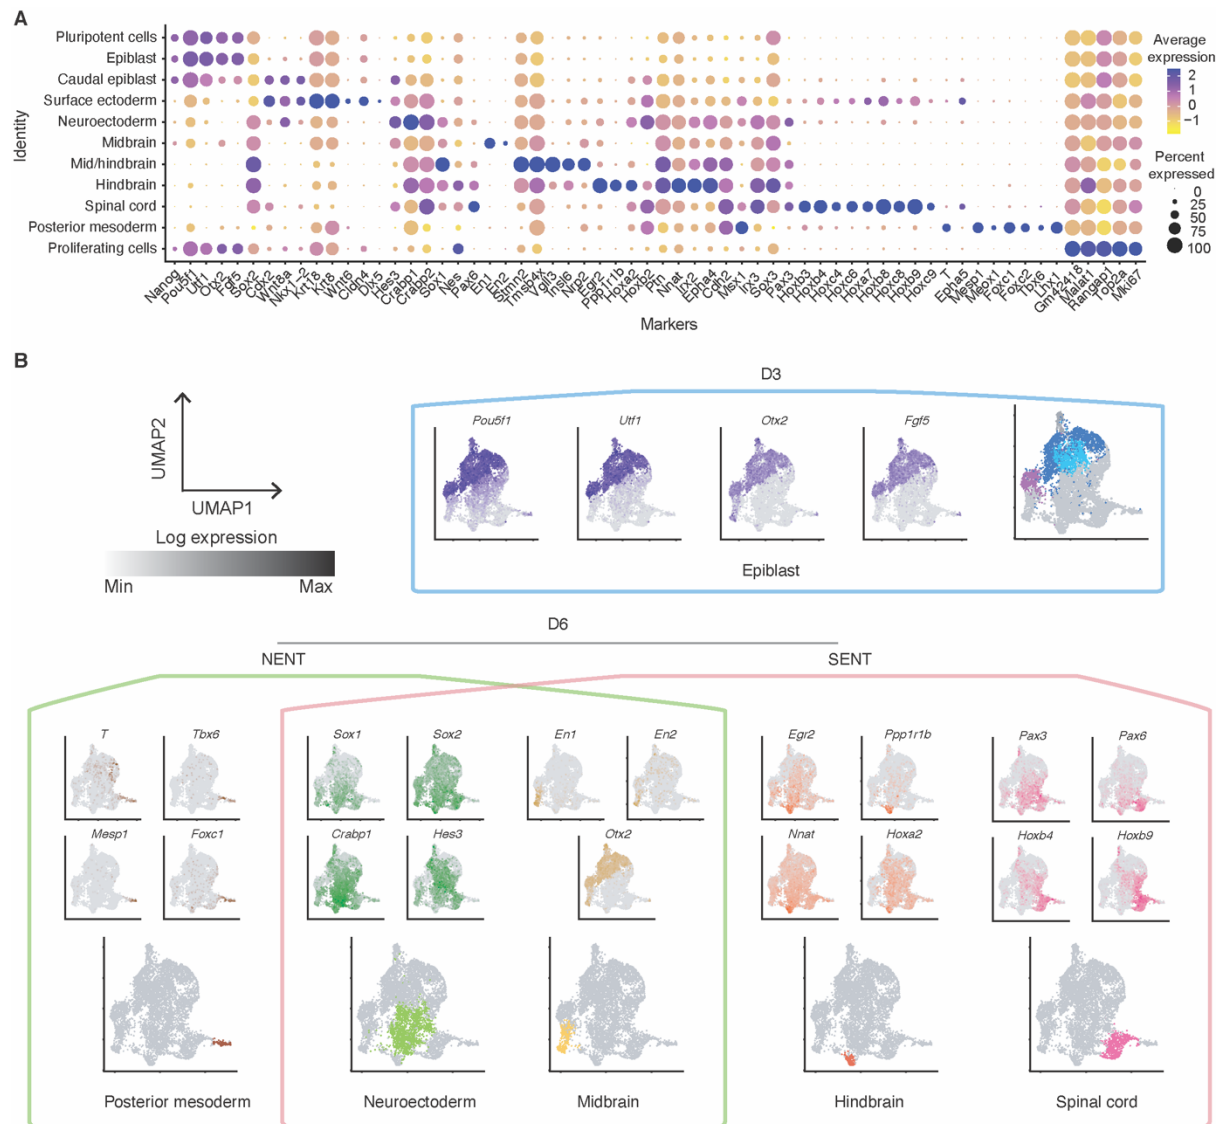 A
Pluripotent cells
Epiblast
Caudal epiblast
Surface ectoderm
Neuroectoderm
Midbrain
Mid/hindbrain
Hindbrain
Spinal cord
Posterior mesoderm
Proliferating cells
Identity
Nanog
Pou5f1
Utf1
Otx2
Fgf5
Sox2
Cdx2
Wnt8a
Nkx1-2
Krt18
Krt8
Wnt6
Cldn4
Dlx5
Hes3
Crabp1
Crabp2
Sox1
Nes
Pax6
En1
En2
Stmn2
Tmsb4x
Vgll3
Insl6
Nrp2
Egr2
Ppp1r1b
Hoxa2
Hoxb2
Ptn
Nnat
Irx2
Epha4
Cdh2
Msx1
Irx3
Sox3
Pax3
Hoxb3
Hoxb4
Hoxc4
Hoxc6
Hoxa7
Hoxb8
Hoxc8
Hoxb9
Hoxc9
T
Epha5
Mesp1
Meox1
Foxc1
Foxc2
Tbx6
Lhx1
Gm42418
Malat1
Rangap1
Top2a
Mki67
Markers
Average
expression
2
1
0
−1
Percent
expressed
0
25
50
75
100
B
D3
UMAP2
UMAP1
Log expression
Min Max
Pou5f1 Utf1 Otx2 Fgf5
Epiblast
D6
NENT SENT
T Tbx6 Sox1 Sox2 En1 En2 Egr2 Ppp1r1b Pax3 Pax6
Mesp1 Foxc1 Crabp1 Hes3 Otx2 Nnat Hoxa2 Hoxb4 Hoxb9
Posterior mesoderm Neuroectoderm Midbrain Hindbrain Spinal cord